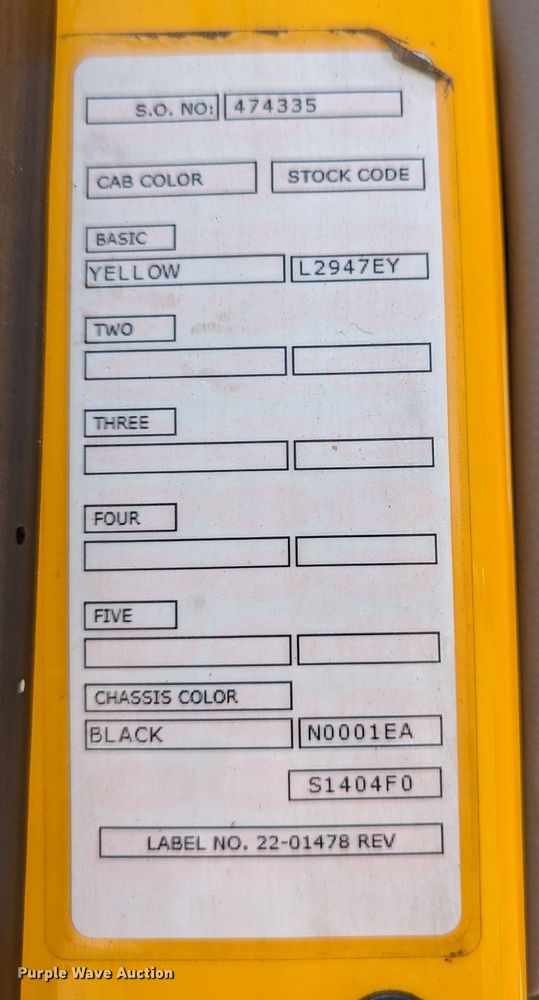 S.O. NO: 474335
CAB COLOR STOCK CODE
BASIC
YELLOW L2947EY
TWO
THREE
FOUR
FIVE
CHASSIS COLOR
BLACK N0001EA
S1404F0
LABEL NO. 22-01478 REV
Purple Wave Auction